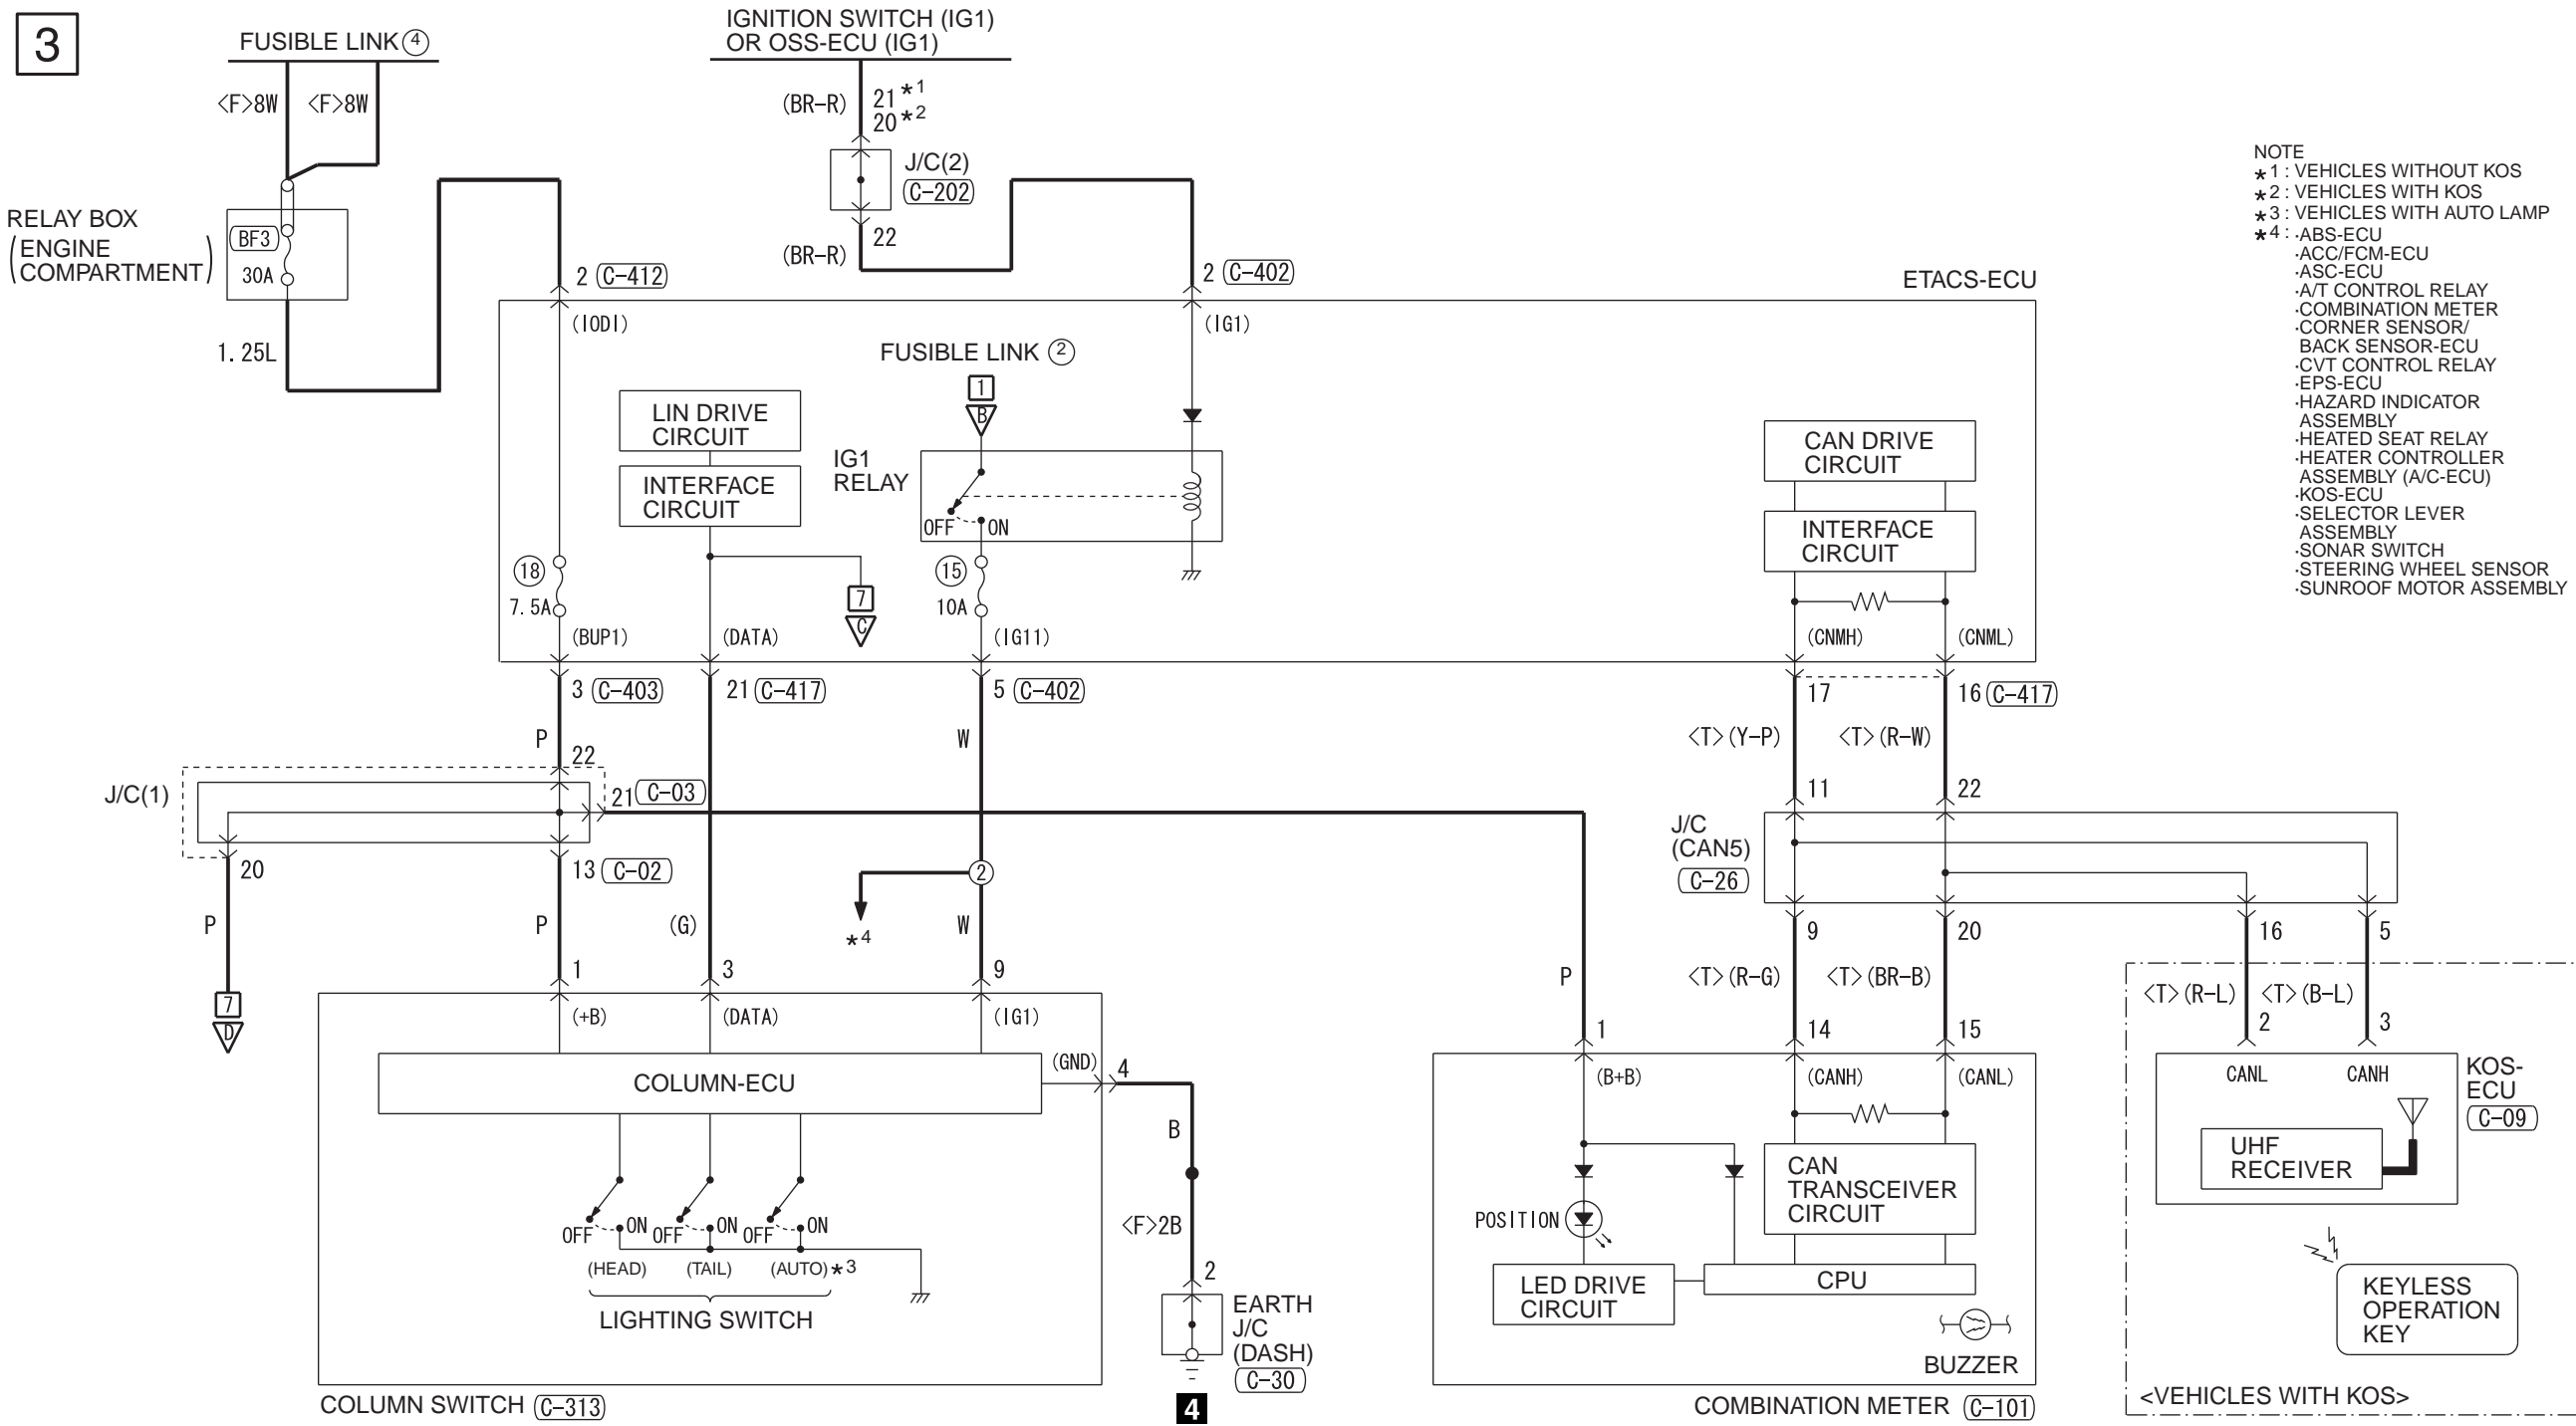 3
FUSIBLE LINK 4
IGNITION SWITCH (IG1)
OR OSS-ECU (IG1)
<F>8W <F>8W
(BR-R)
21 *1
20 *2
J/C(2)
C-202
22
(BR-R)
RELAY BOX
(ENGINE
COMPARTMENT)
BF3
30A
1.25L
2 C-412
2 C-402
ETACS-ECU
(IODI)
(IG1)
FUSIBLE LINK 2
1
B
LIN DRIVE
CIRCUIT
INTERFACE
CIRCUIT
IG1
RELAY
OFF ON
CAN DRIVE
CIRCUIT
INTERFACE
CIRCUIT
18
7.5A
7
C
15
10A
(BUP1)
(DATA)
(IG11)
(CNMH)
(CNML)
3 C-403
21 C-417
5 C-402
17
16 C-417
P
W
<T>(Y-P)
<T>(R-W)
22
J/C(1)
21 C-03
11
22
J/C
(CAN5)
C-26
20
13 C-02
2
*4
P
P
(G)
W
9
20
16
5
1
3
9
P
<T>(R-G)
<T>(BR-B)
<T>(R-L)
<T>(B-L)
7
D
(+B)
(DATA)
(IG1)
COLUMN-ECU
(GND)
4
B
<F>2B
2
EARTH
J/C
(DASH)
C-30
4
OFF ON OFF ON OFF ON
(HEAD) (TAIL) (AUTO)*3
LIGHTING SWITCH
COLUMN SWITCH C-313
1
14
15
(B+B)
(CANH)
(CANL)
CAN
TRANSCEIVER
CIRCUIT
POSITION
LED DRIVE
CIRCUIT
CPU
BUZZER
COMBINATION METER C-101
2
3
CANL
CANH
KOS-
ECU
C-09
UHF
RECEIVER
KEYLESS
OPERATION
KEY
<VEHICLES WITH KOS>
NOTE
*1 : VEHICLES WITHOUT KOS
*2 : VEHICLES WITH KOS
*3 : VEHICLES WITH AUTO LAMP
*4 : ·ABS-ECU
·ACC/FCM-ECU
·ASC-ECU
·A/T CONTROL RELAY
·COMBINATION METER
·CORNER SENSOR/
BACK SENSOR-ECU
·CVT CONTROL RELAY
·EPS-ECU
·HAZARD INDICATOR
ASSEMBLY
·HEATED SEAT RELAY
·HEATER CONTROLLER
ASSEMBLY (A/C-ECU)
·KOS-ECU
·SELECTOR LEVER
ASSEMBLY
·SONAR SWITCH
·STEERING WHEEL SENSOR
·SUNROOF MOTOR ASSEMBLY